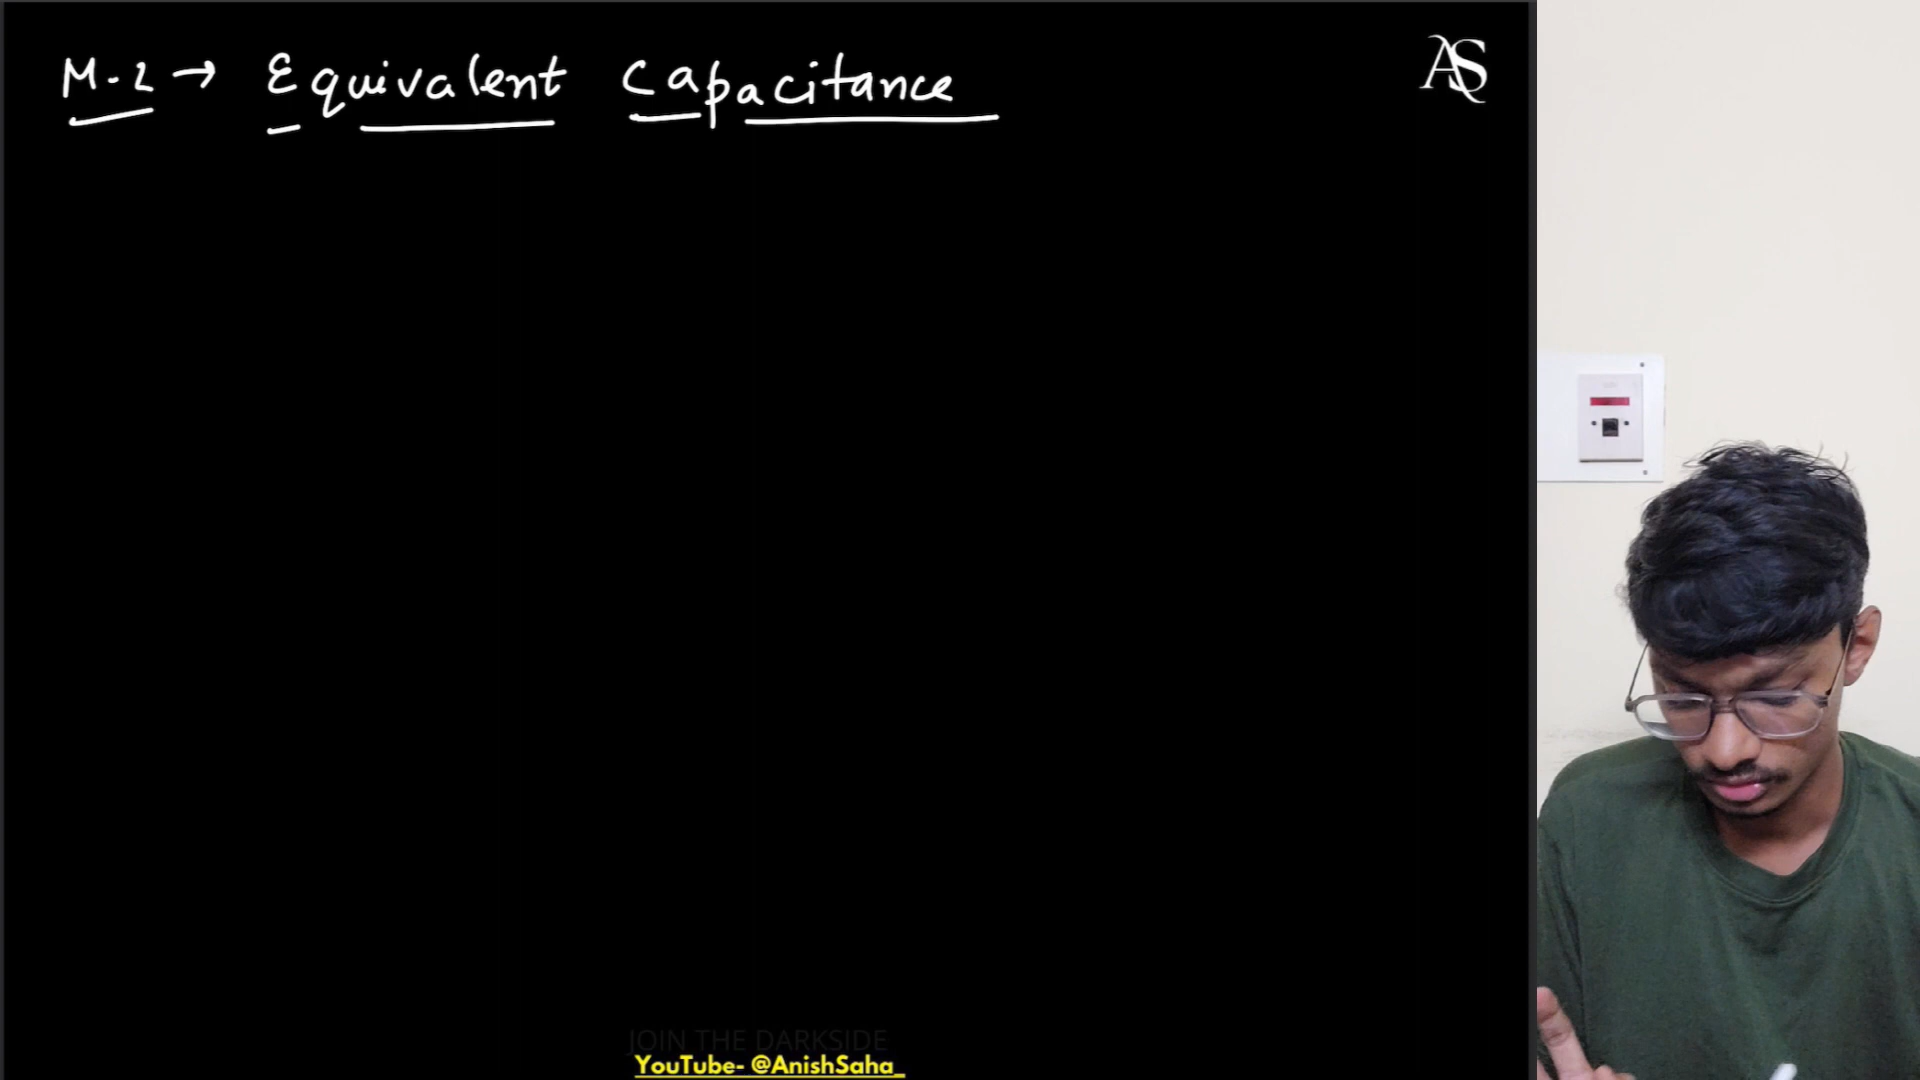 M-2 → Equivalent Capacitance
AS
JOIN THE DARKSIDE
YouTube- @AnishSaha_